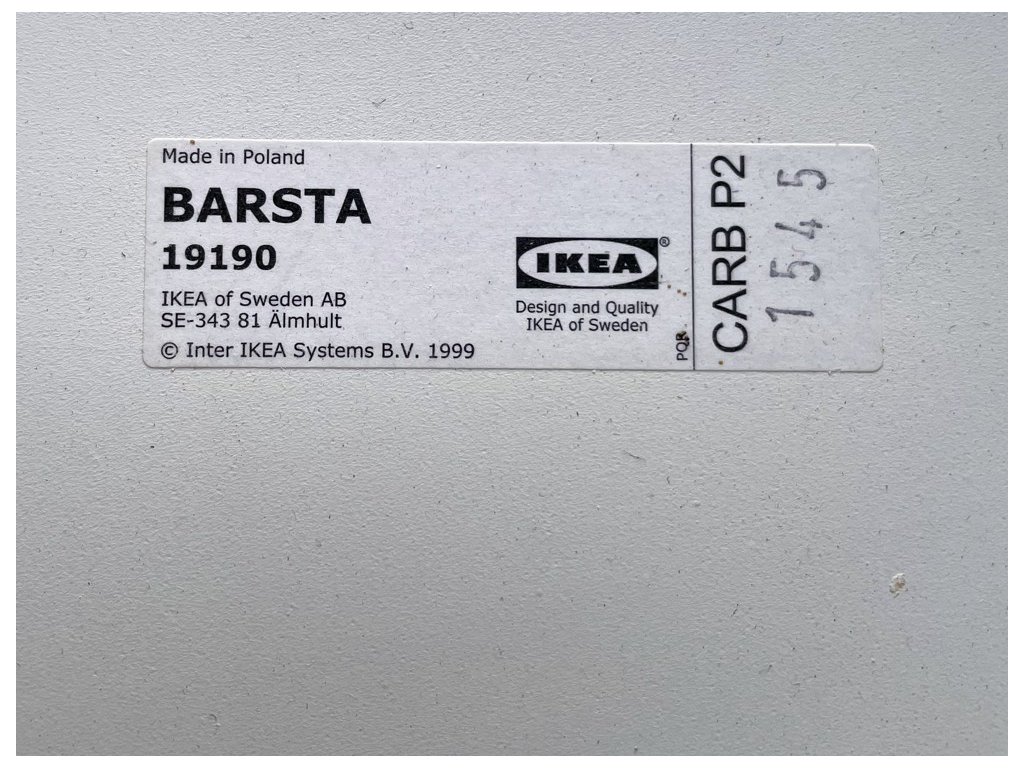 Made in Poland
BARSTA
19190
IKEA of Sweden AB
SE-343 81 Älmhult
© Inter IKEA Systems B.V. 1999
IKEA®
Design and Quality
IKEA of Sweden
PQR
CARB P2
1545